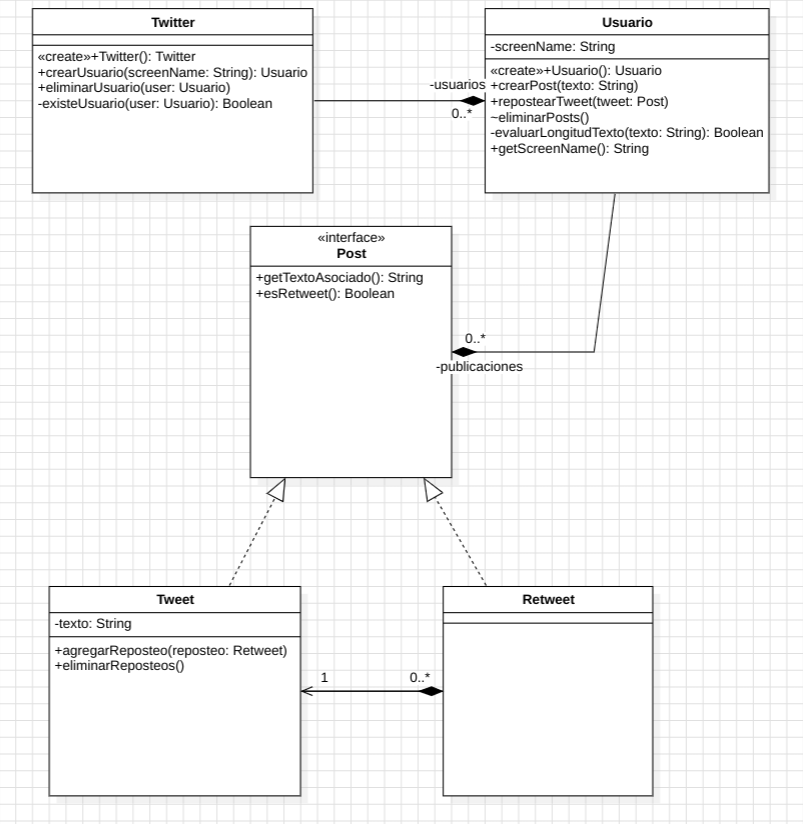 Twitter
«create»+Twitter(): Twitter
+crearUsuario(screenName: String): Usuario
+eliminarUsuario(user: Usuario)
-existeUsuario(user: Usuario): Boolean
Usuario
-screenName: String
«create»+Usuario(): Usuario
+crearPost(texto: String)
+repostearTweet(tweet: Post)
~eliminarPosts()
-evaluarLongitudTexto(texto: String): Boolean
+getScreenName(): String
-usuarios
0..*
«interface»
Post
+getTextoAsociado(): String
+esRetweet(): Boolean
0..*
-publicaciones
Tweet
-texto: String
+agregarReposteo(reposteo: Retweet)
+eliminarReposteos()
1
0..*
Retweet